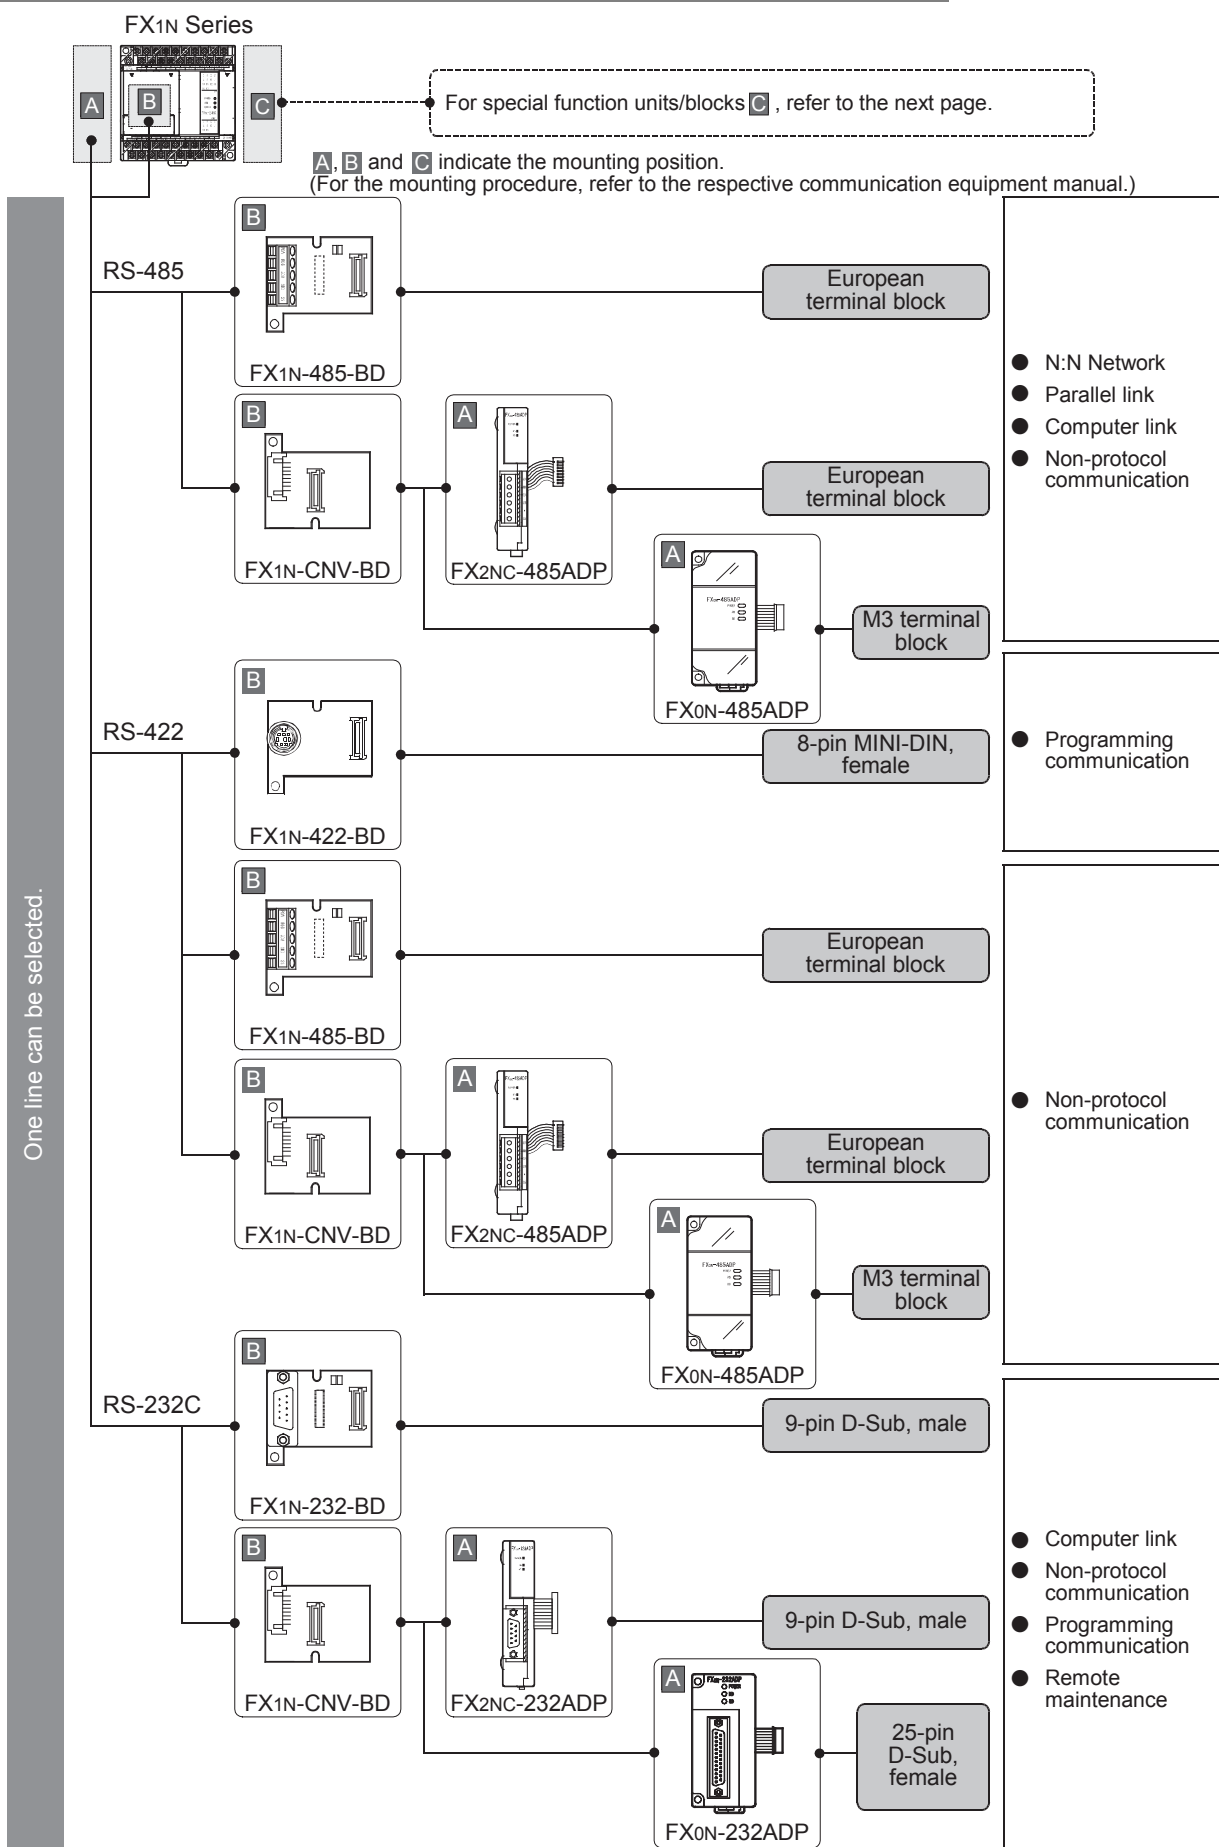 FX1N Series
A
B
C
For special function units/blocks C , refer to the next page.
A, B and C indicate the mounting position.
(For the mounting procedure, refer to the respective communication equipment manual.)
One line can be selected.
RS-485
B
FX1N-485-BD
European
terminal block
B
FX1N-CNV-BD
A
FX2NC-485ADP
European
terminal block
A
FX0N-485ADP
M3 terminal
block
● N:N Network
● Parallel link
● Computer link
● Non-protocol
communication
RS-422
B
FX1N-422-BD
8-pin MINI-DIN,
female
● Programming
communication
B
FX1N-485-BD
European
terminal block
B
FX1N-CNV-BD
A
FX2NC-485ADP
European
terminal block
A
FX0N-485ADP
M3 terminal
block
● Non-protocol
communication
RS-232C
B
FX1N-232-BD
9-pin D-Sub, male
B
FX1N-CNV-BD
A
FX2NC-232ADP
9-pin D-Sub, male
A
FX0N-232ADP
25-pin
D-Sub,
female
● Computer link
● Non-protocol
communication
● Programming
communication
● Remote
maintenance